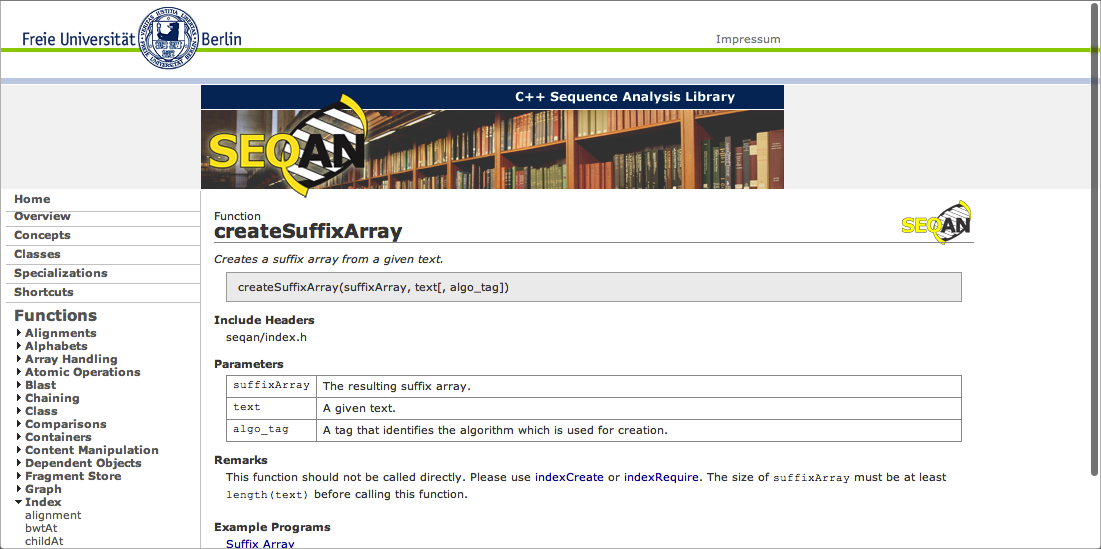 Freie Universität Berlin
Impressum
C++ Sequence Analysis Library
SEQAN
Home
Overview
Concepts
Classes
Specializations
Shortcuts
Functions
Alignments
Alphabets
Array Handling
Atomic Operations
Blast
Chaining
Class
Comparisons
Containers
Content Manipulation
Dependent Objects
Fragment Store
Graph
Index
alignment
bwtAt
childAt
Function
createSuffixArray
SEQAN
Creates a suffix array from a given text.
createSuffixArray(suffixArray, text[, algo_tag])
Include Headers
seqan/index.h
Parameters
suffixArray The resulting suffix array.
text A given text.
algo_tag A tag that identifies the algorithm which is used for creation.
Remarks
This function should not be called directly. Please use indexCreate or indexRequire. The size of suffixArray must be at least
length(text) before calling this function.
Example Programs
Suffix Array